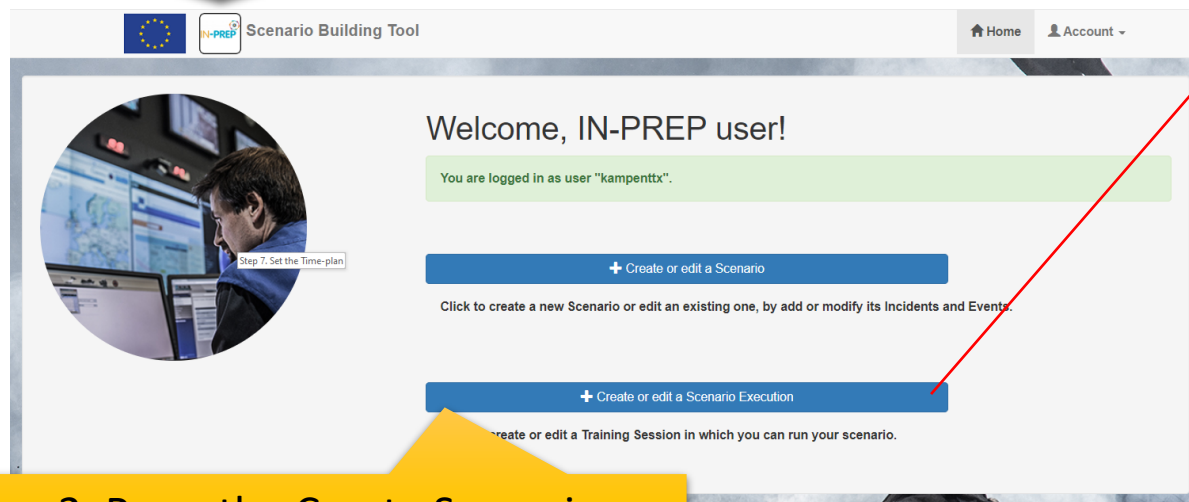 IN-PREP Scenario Building Tool Home Account
Welcome, IN-PREP user!
You are logged in as user "kampenttx".
Step 7. Set the Time-plan
Create or edit a Scenario
Click to create a new Scenario or edit an existing one, by add or modify its Incidents and Events.
Create or edit a Scenario Execution
create or edit a Training Session in which you can run your scenario.